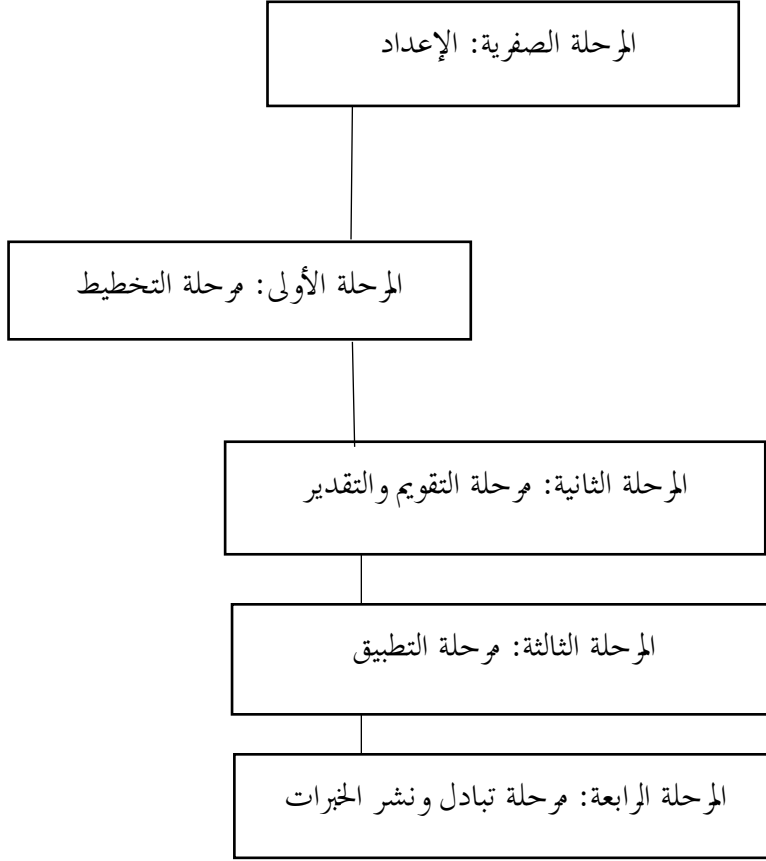 المرحلة الصفرية: الإعداد
المرحلة الأولى: مرحلة التخطيط
المرحلة الثانية: مرحلة التقويم والتقدير
المرحلة الثالثة: مرحلة التطبيق
المرحلة الرابعة: مرحلة تبادل ونشر الخبرات